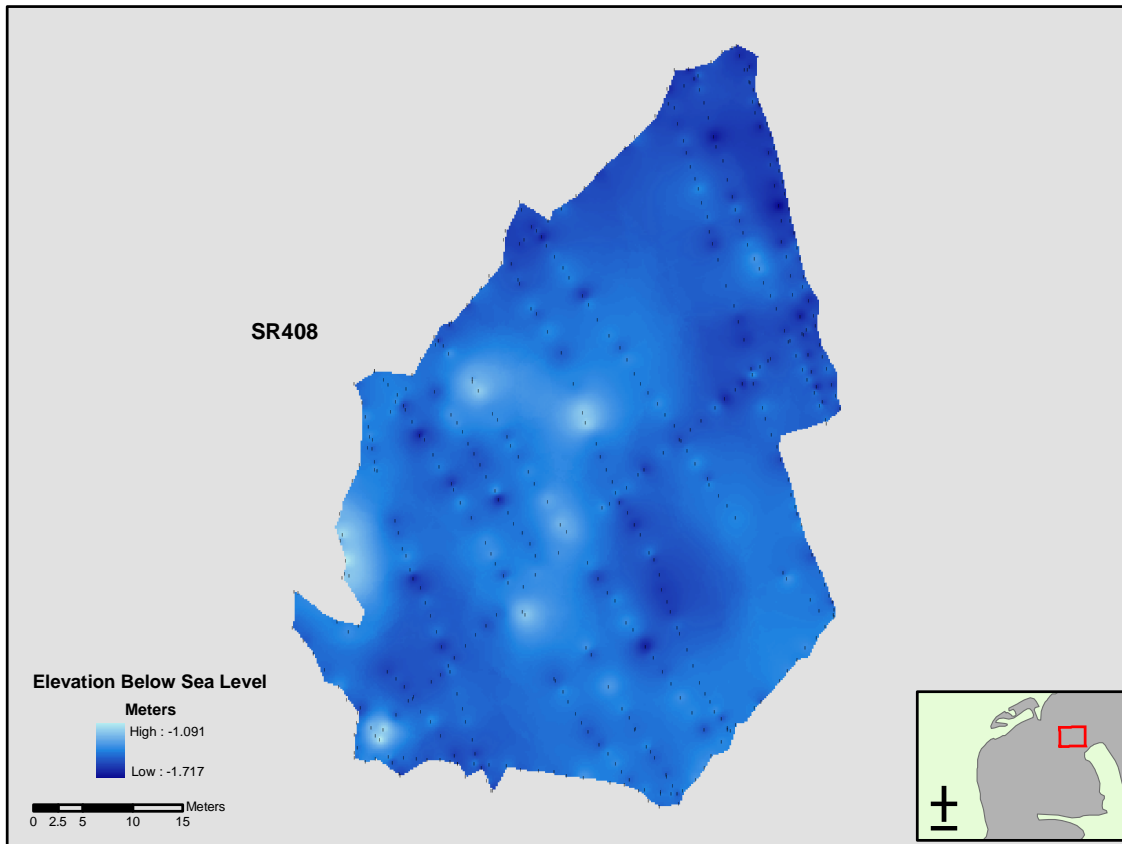 SR408
Elevation Below Sea Level
Meters
High : -1.091
Low : -1.717
Meters
0 2.5 5 10 15